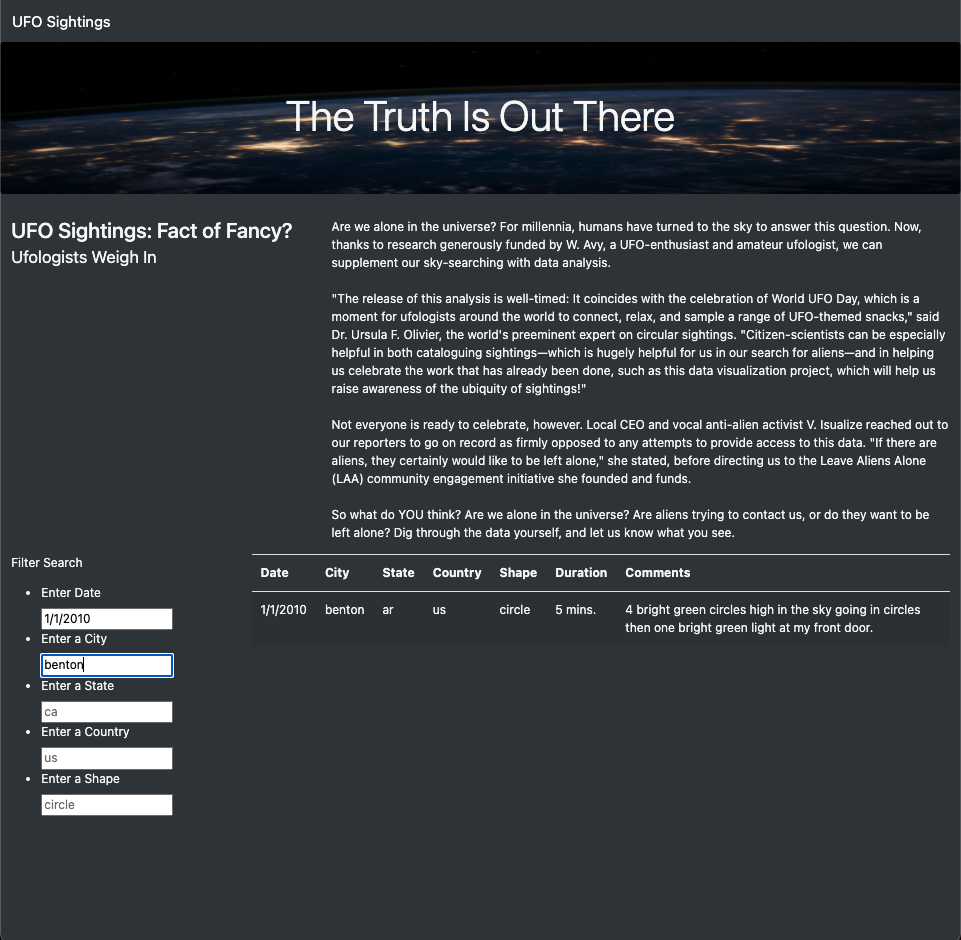 UFO Sightings
The Truth Is Out There
UFO Sightings: Fact of Fancy?
Ufologists Weigh In
Are we alone in the universe? For millennia, humans have turned to the sky to answer this question. Now,
thanks to research generously funded by W. Avy, a UFO-enthusiast and amateur ufologist, we can
supplement our sky-searching with data analysis.
"The release of this analysis is well-timed: It coincides with the celebration of World UFO Day, which is a
moment for ufologists around the world to connect, relax, and sample a range of UFO-themed snacks," said
Dr. Ursula F. Olivier, the world's preeminent expert on circular sightings. "Citizen-scientists can be especially
helpful in both cataloguing sightings—which is hugely helpful for us in our search for aliens—and in helping
us celebrate the work that has already been done, such as this data visualization project, which will help us
raise awareness of the ubiquity of sightings!"
Not everyone is ready to celebrate, however. Local CEO and vocal anti-alien activist V. Isualize reached out to
our reporters to go on record as firmly opposed to any attempts to provide access to this data. "If there are
aliens, they certainly would like to be left alone," she stated, before directing us to the Leave Aliens Alone
(LAA) community engagement initiative she founded and funds.
So what do YOU think? Are we alone in the universe? Are aliens trying to contact us, or do they want to be
left alone? Dig through the data yourself, and let us know what you see.
Filter Search
Enter Date
1/1/2010
Enter a City
benton
Enter a State
ca
Enter a Country
us
Enter a Shape
circle
Date City State Country Shape Duration Comments
1/1/2010 benton ar us circle 5 mins. 4 bright green circles high in the sky going in circles
then one bright green light at my front door.